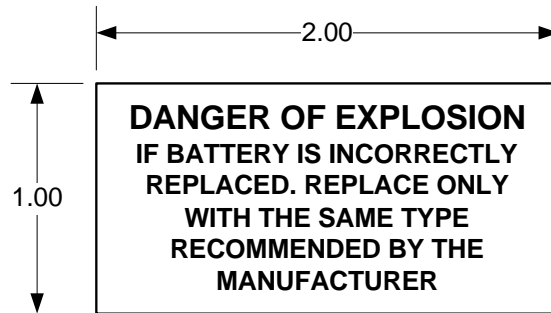 2.00
1.00
DANGER OF EXPLOSION
IF BATTERY IS INCORRECTLY
REPLACED. REPLACE ONLY
WITH THE SAME TYPE
RECOMMENDED BY THE
MANUFACTURER